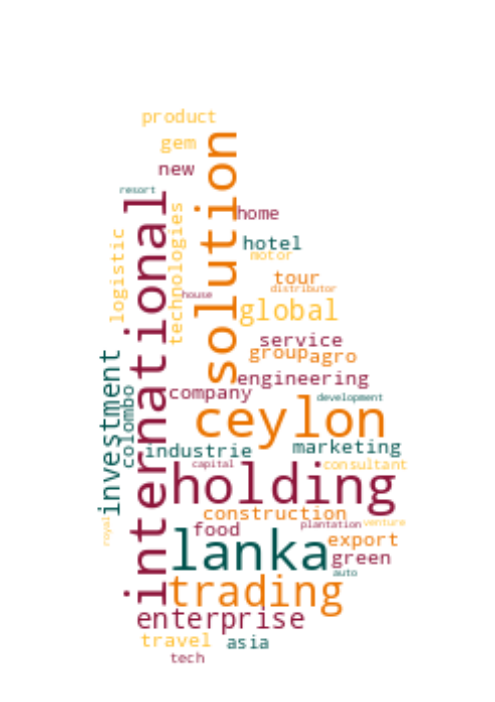 product
gem
new
resort
international
solution
technologies
home
logistic
hotel
motor
tour
distributor
house
global
service
group
agro
investment
engineering
company
colombo
development
ceylon
industrie
marketing
capital
consultant
holding
construction
royal
food
plantation
venture
export
lanka
green
auto
trading
enterprise
travel
asia
tech